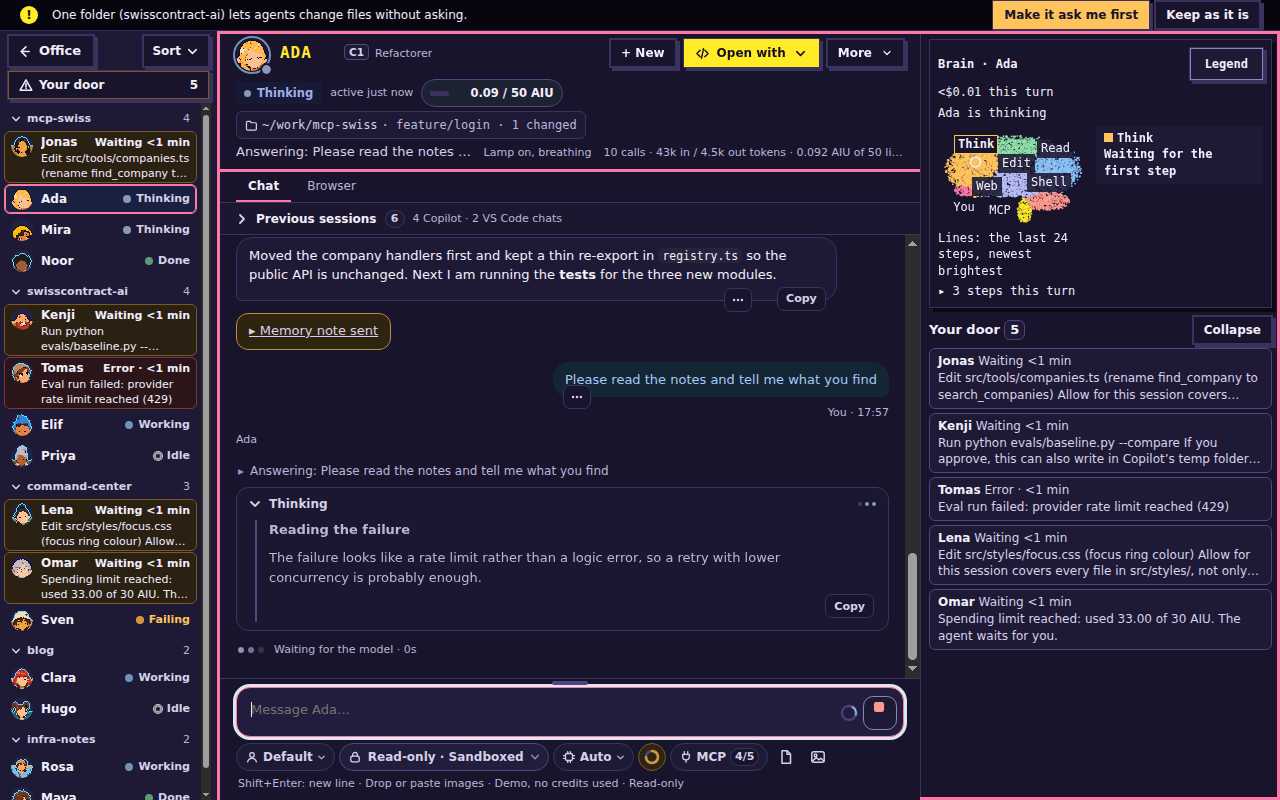 ! One folder (swisscontract-ai) lets agents change files without asking.
Make it ask me first
Keep as it is
← Office
Sort
Your door 5
mcp-swiss 4
Jonas Waiting <1 min
Edit src/tools/companies.ts
(rename find_company t…
Ada Thinking
Mira Thinking
Noor Done
swisscontract-ai 4
Kenji Waiting <1 min
Run python
evals/baseline.py --…
Tomas Error · <1 min
Eval run failed: provider
rate limit reached (429)
Elif Working
Priya Idle
command-center 3
Lena Waiting <1 min
Edit src/styles/focus.css
(focus ring colour) Allow…
Omar Waiting <1 min
Spending limit reached:
used 33.00 of 30 AIU. Th…
Sven Failing
blog 2
Clara Working
Hugo Idle
infra-notes 2
Rosa Working
Maya Done
ADA
C1 Refactorer
+ New
Open with
More
Thinking active just now 0.09 / 50 AIU
~/work/mcp-swiss · feature/login · 1 changed
Answering: Please read the notes … Lamp on, breathing 10 calls · 43k in / 4.5k out tokens · 0.092 AIU of 50 li…
Chat Browser
Previous sessions 6 4 Copilot · 2 VS Code chats
Moved the company handlers first and kept a thin re-export in registry.ts so the
public API is unchanged. Next I am running the tests for the three new modules.
… Copy
▸ Memory note sent
Please read the notes and tell me what you find
…
You · 17:57
Ada
▸ Answering: Please read the notes and tell me what you find
Thinking
Reading the failure
The failure looks like a rate limit rather than a logic error, so a retry with lower
concurrency is probably enough.
Copy
Waiting for the model · 0s
Message Ada…
Default
Read-only · Sandboxed
Auto
MCP 4/5
Shift+Enter: new line · Drop or paste images · Demo, no credits used · Read-only
Brain · Ada
Legend
<$0.01 this turn
Ada is thinking
Think
Read
Edit
Web
Shell
You
MCP
Think
Waiting for the
first step
Lines: the last 24
steps, newest
brightest
▸ 3 steps this turn
Your door 5
Collapse
Jonas Waiting <1 min
Edit src/tools/companies.ts (rename find_company to
search_companies) Allow for this session covers…
Kenji Waiting <1 min
Run python evals/baseline.py --compare If you
approve, this can also write in Copilot’s temp folder…
Tomas Error · <1 min
Eval run failed: provider rate limit reached (429)
Lena Waiting <1 min
Edit src/styles/focus.css (focus ring colour) Allow for
this session covers every file in src/styles/, not only…
Omar Waiting <1 min
Spending limit reached: used 33.00 of 30 AIU. The
agent waits for you.